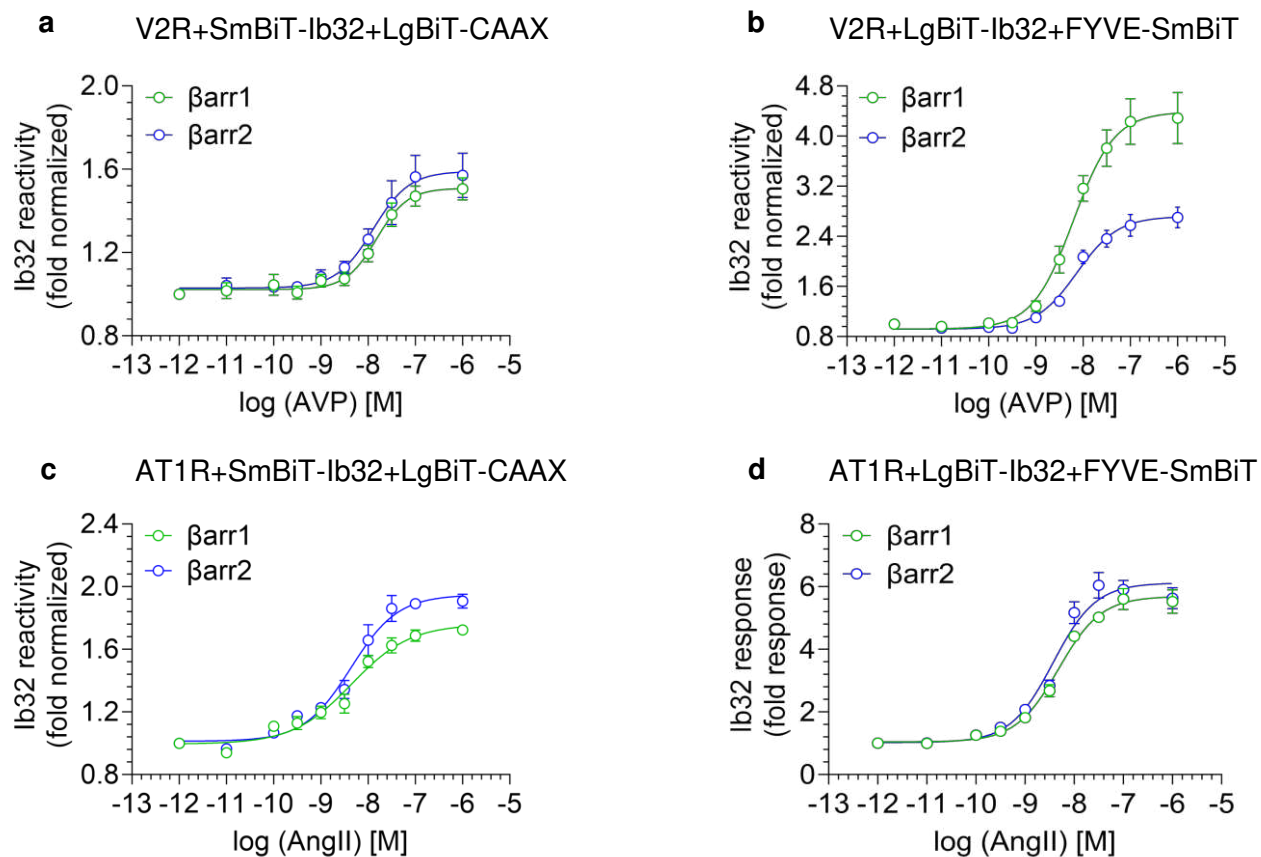 a V2R+SmBiT-Ib32+LgBiT-CAAX
2.0
1.6
1.2
0.8
Ib32 reactivity
(fold normalized)
βarr1
βarr2
-13 -12 -11 -10 -9 -8 -7 -6 -5
log (AVP) [M]
b V2R+LgBiT-Ib32+FYVE-SmBiT
4.8
4.0
3.2
2.4
1.6
0.8
Ib32 reactivity
(fold normalized)
βarr1
βarr2
-13 -12 -11 -10 -9 -8 -7 -6 -5
log (AVP) [M]
c AT1R+SmBiT-Ib32+LgBiT-CAAX
2.4
2.0
1.6
1.2
0.8
Ib32 reactivity
(fold normalized)
βarr1
βarr2
-13 -12 -11 -10 -9 -8 -7 -6 -5
log (AngII) [M]
d AT1R+LgBiT-Ib32+FYVE-SmBiT
8
6
4
2
0
Ib32 response
(fold response)
βarr1
βarr2
-13 -12 -11 -10 -9 -8 -7 -6 -5
log (AngII) [M]